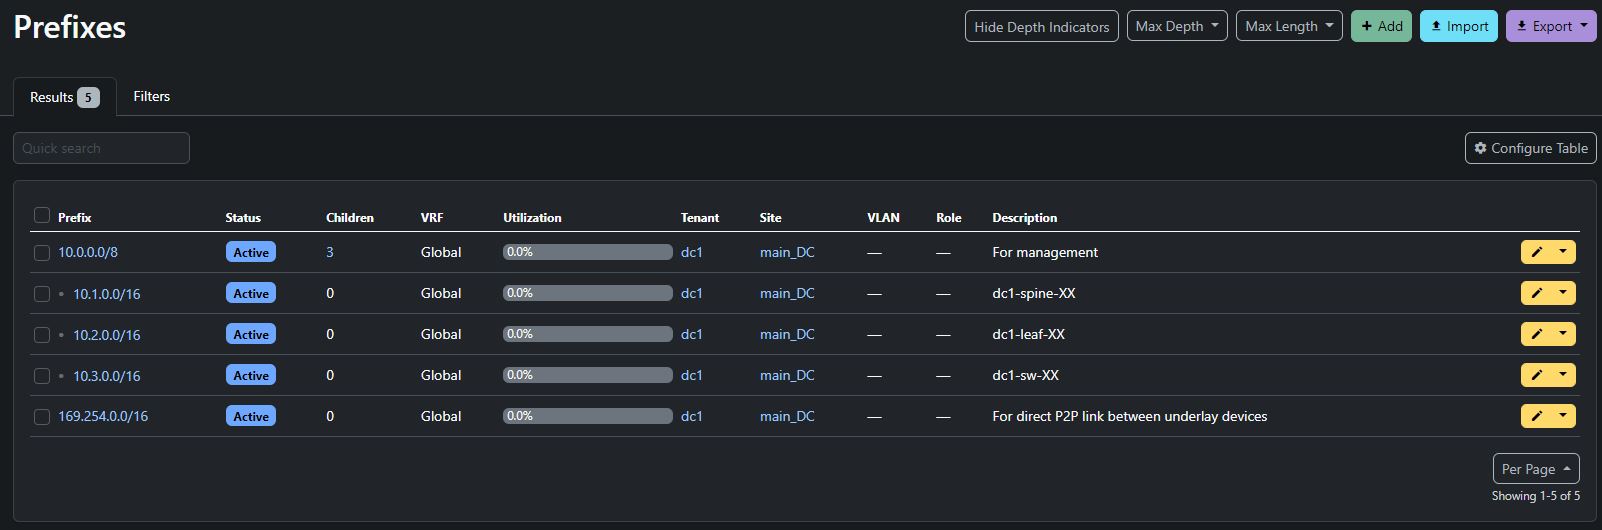 Prefixes
Hide Depth Indicators Max Depth Max Length Add Import Export
Results 5 Filters
Quick search
Configure Table
Prefix Status Children VRF Utilization Tenant Site VLAN Role Description
10.0.0.0/8 Active 3 Global 0.0% dc1 main_DC — — For management
• 10.1.0.0/16 Active 0 Global 0.0% dc1 main_DC — — dc1-spine-XX
• 10.2.0.0/16 Active 0 Global 0.0% dc1 main_DC — — dc1-leaf-XX
• 10.3.0.0/16 Active 0 Global 0.0% dc1 main_DC — — dc1-sw-XX
169.254.0.0/16 Active 0 Global 0.0% dc1 main_DC — — For direct P2P link between underlay devices
Per Page
Showing 1-5 of 5